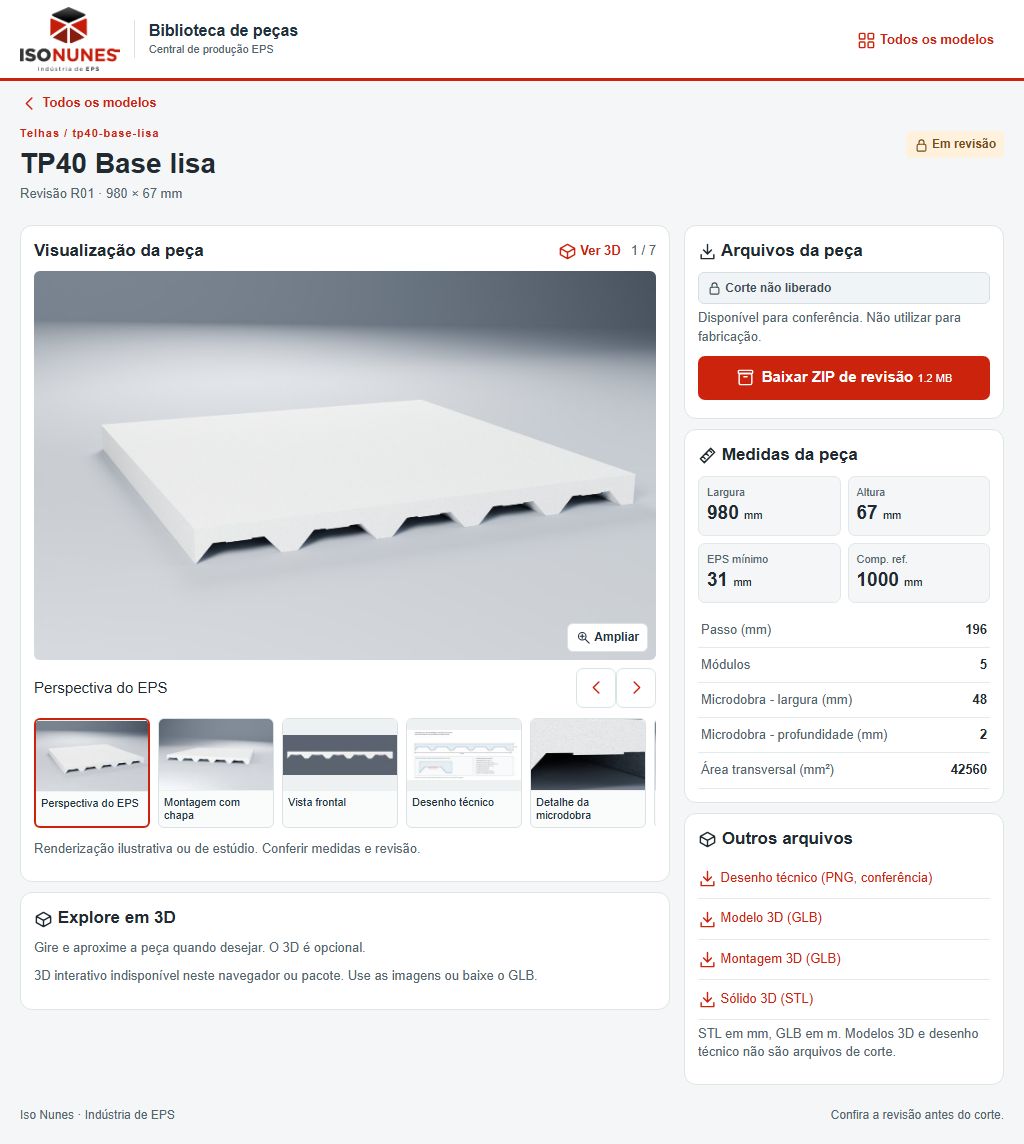 ISONUNES
Indústria de EPS
Biblioteca de peças
Central de produção EPS
Todos os modelos
Todos os modelos
Telhas / tp40-base-lisa
TP40 Base lisa
Revisão R01 · 980 × 67 mm
Em revisão
Visualização da peça
Ver 3D 1 / 7
Ampliar
Perspectiva do EPS
Perspectiva do EPS
Montagem com
chapa
Vista frontal
Desenho técnico
Detalhe da
microdobra
Renderização ilustrativa ou de estúdio. Conferir medidas e revisão.
Explore em 3D
Gire e aproxime a peça quando desejar. O 3D é opcional.
3D interativo indisponível neste navegador ou pacote. Use as imagens ou baixe o GLB.
Arquivos da peça
Corte não liberado
Disponível para conferência. Não utilizar para
fabricação.
Baixar ZIP de revisão 1.2 MB
Medidas da peça
Largura
980 mm
Altura
67 mm
EPS mínimo
31 mm
Comp. ref.
1000 mm
Passo (mm) 196
Módulos 5
Microdobra - largura (mm) 48
Microdobra - profundidade (mm) 2
Área transversal (mm²) 42560
Outros arquivos
Desenho técnico (PNG, conferência)
Modelo 3D (GLB)
Montagem 3D (GLB)
Sólido 3D (STL)
STL em mm, GLB em m. Modelos 3D e desenho
técnico não são arquivos de corte.
Iso Nunes · Indústria de EPS
Confira a revisão antes do corte.